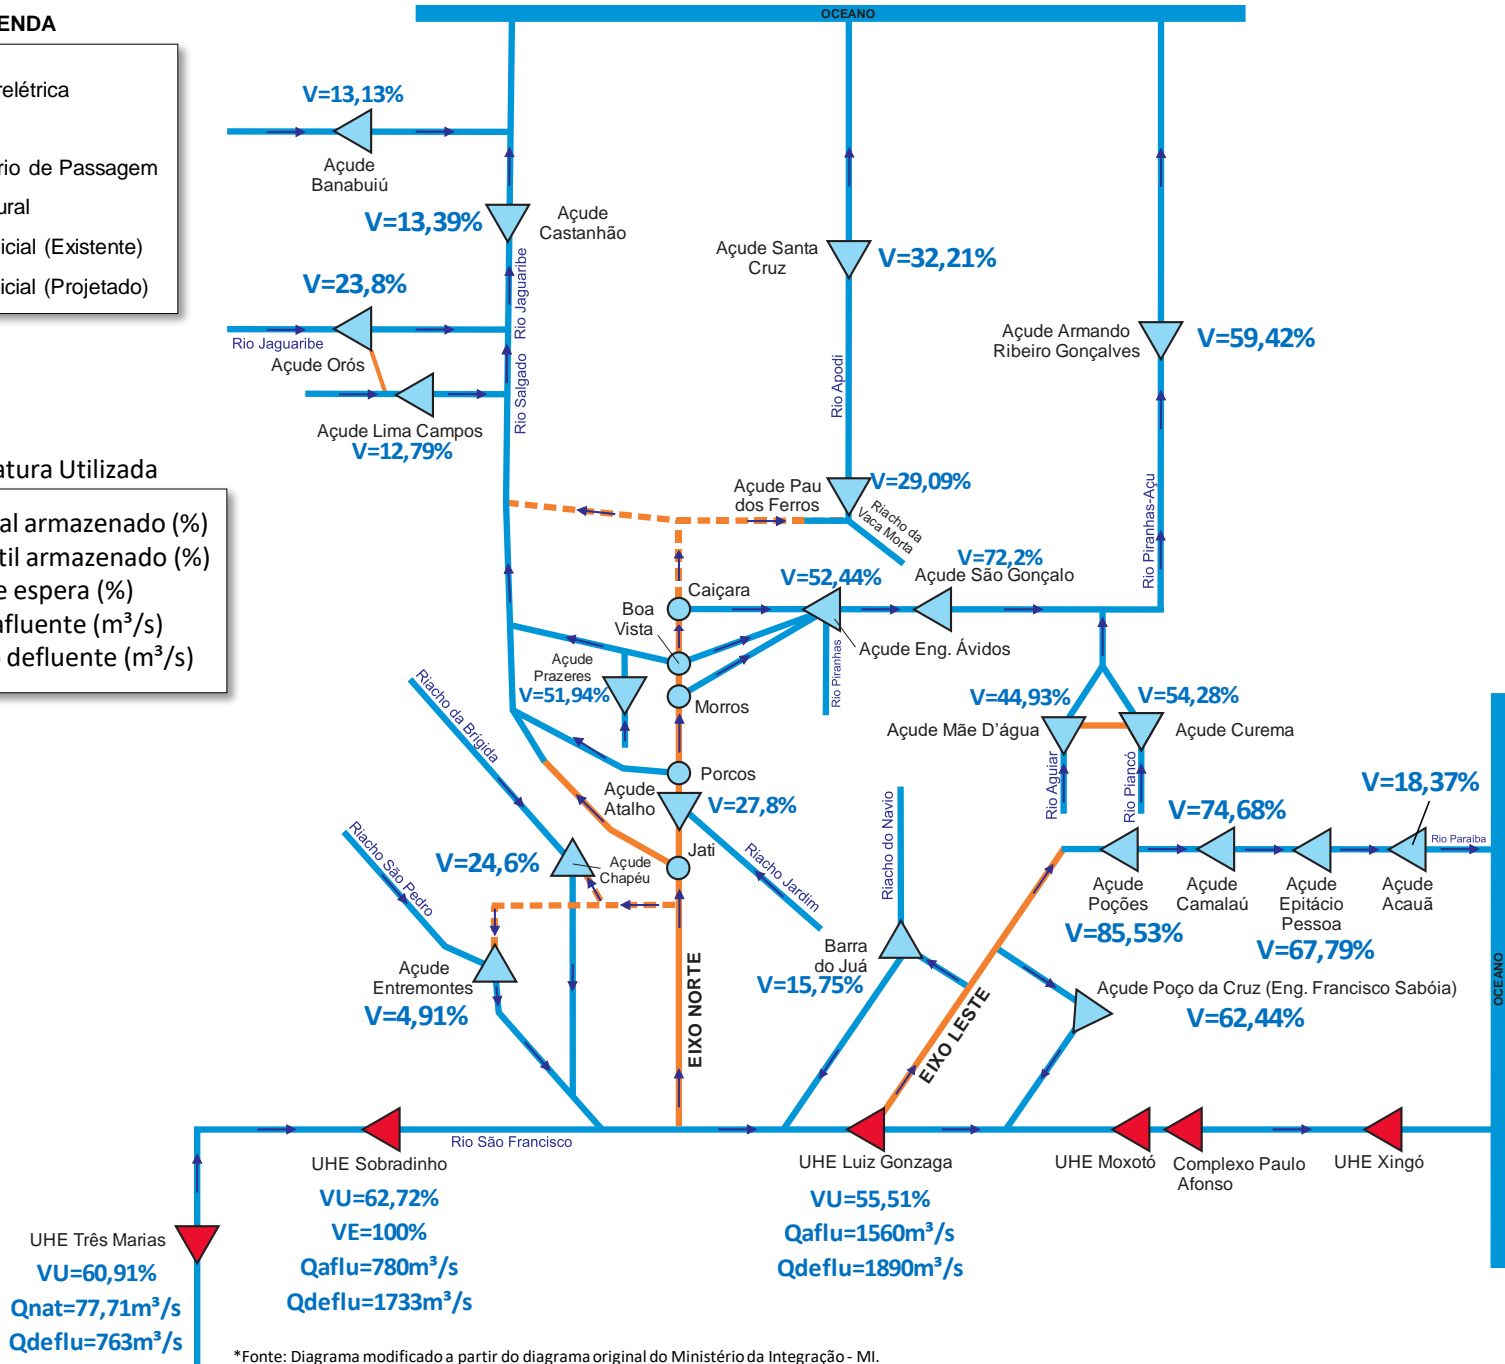 OCEANO
ENDA
relétrica
rio de Passagem
ural
ficial (Existente)
icial (Projetado)
V=13,13%
Açude
Banabuiú
V=13,39%
Açude
Castanhão
V=23,8%
Rio Jaguaribe
Açude Orós
Rio Jaguaribe
Rio Salgado
Açude Lima Campos
V=12,79%
Açude Santa
Cruz
V=32,21%
Rio Apodi
Açude Armando
Ribeiro Gonçalves
V=59,42%
Rio Piranhas-Açu
atura Utilizada
al armazenado (%)
til armazenado (%)
e espera (%)
afluente (m³/s)
o defluente (m³/s)
Açude Pau
dos Ferros
V=29,09%
Riacho da
Vaca Morta
V=72,2%
Açude São Gonçalo
V=52,44%
Caiçara
Boa
Vista
Açude Eng. Ávidos
Rio Piranhas
Açude
Prazeres
V=51,94%
Morros
Riacho da Brígida
V=44,93%
V=54,28%
Açude Mãe D'água
Açude Curema
Rio Aguiar
Rio Piancó
Porcos
Açude
Atalho
V=27,8%
Riacho do Navio
V=18,37%
V=74,68%
Rio Paraíba
Riacho São Pedro
V=24,6%
Açude
Chapéu
Jati
Riacho Jardim
Açude
Poções
V=85,53%
Açude
Camalaú
Açude
Epitácio
Pessoa
V=67,79%
Açude
Acauã
Açude
Entremontes
V=4,91%
EIXO NORTE
Barra
do Juá
V=15,75%
EIXO LESTE
Açude Poço da Cruz (Eng. Francisco Sabóia)
V=62,44%
OCEANO
Rio São Francisco
UHE Sobradinho
VU=62,72%
VE=100%
Qaflu=780m³/s
Qdeflu=1733m³/s
UHE Luiz Gonzaga
VU=55,51%
Qaflu=1560m³/s
Qdeflu=1890m³/s
UHE Moxotó
Complexo Paulo
Afonso
UHE Xingó
UHE Três Marias
VU=60,91%
Qnat=77,71m³/s
Qdeflu=763m³/s
*Fonte: Diagrama modificado a partir do diagrama original do Ministério da Integração - MI.